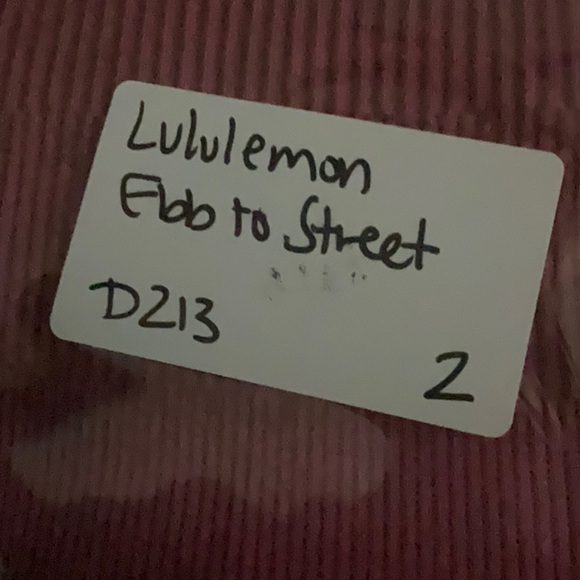 Lululemon
Ebb to Street
D213
2